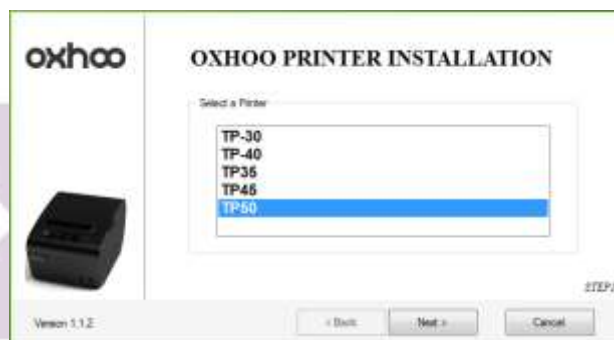 oxhoo
OXHOO PRINTER INSTALLATION
Select a Printer
TP-30
TP-40
TP35
TP45
TP50
STEP
Version 1.1.2
< Back
Next >
Cancel